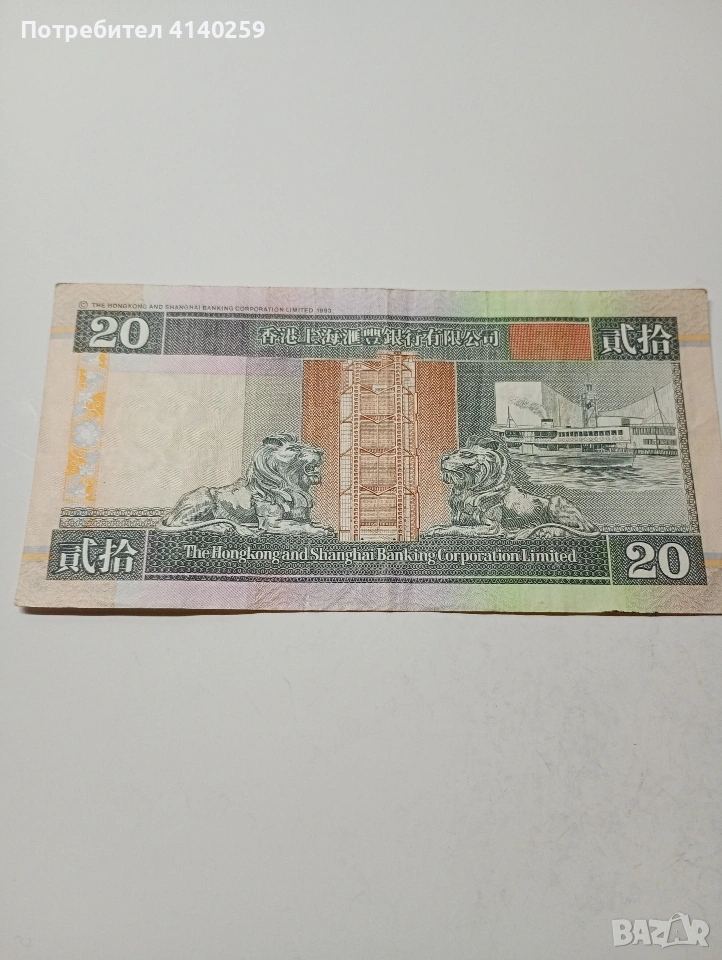 Потребител 4140259
© THE HONGKONG AND SHANGHAI BANKING CORPORATION LIMITED 1993
20 香港上海滙豐銀行有限公司 貳拾
貳拾 The Hongkong and Shanghai Banking Corporation Limited 20
BAZAR